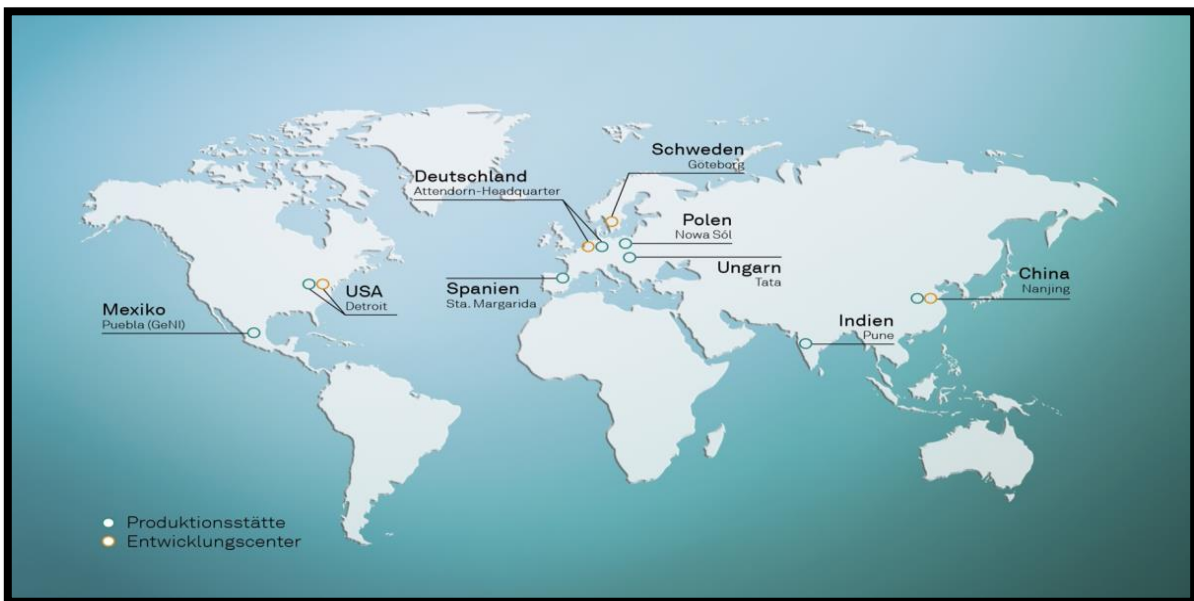 Schweden
Göteborg
Deutschland
Attendorn-Headquarter
Polen
Nowa Sól
Ungarn
Tata
Spanien
Sta. Margarida
USA
Detroit
Mexiko
Puebla (GeNI)
China
Nanjing
Indien
Pune
Produktionsstätte
Entwicklungscenter